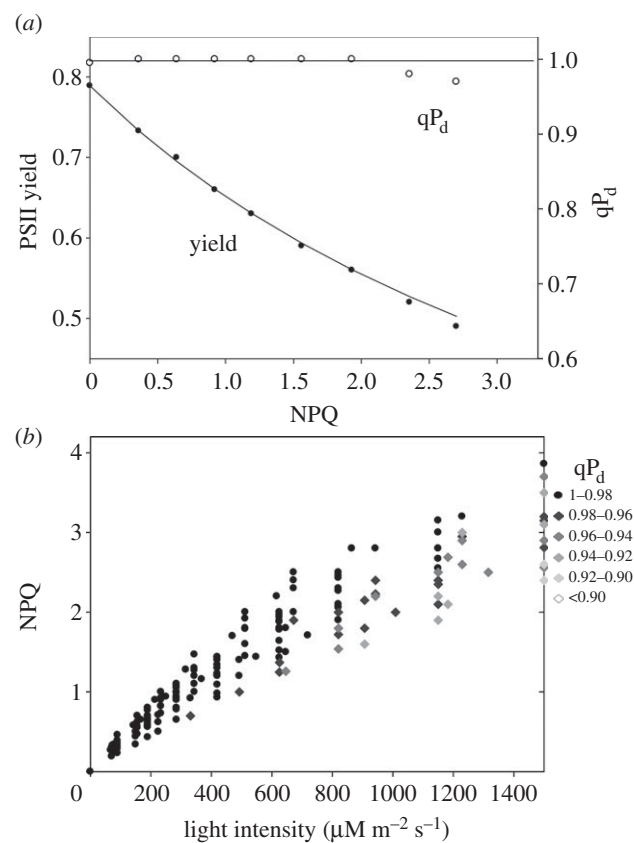 (a)
0.8
0.7
0.6
0.5
PSII yield
1.0
0.9
0.8
0.7
0.6
qP_d
qP_d
yield
0 0.5 1.0 1.5 2.0 2.5 3.0
NPQ
(b)
4
3
2
1
NPQ
qP_d
1–0.98
0.98–0.96
0.96–0.94
0.94–0.92
0.92–0.90
<0.90
0 200 400 600 800 1000 1200 1400
light intensity (μM m⁻² s⁻¹)